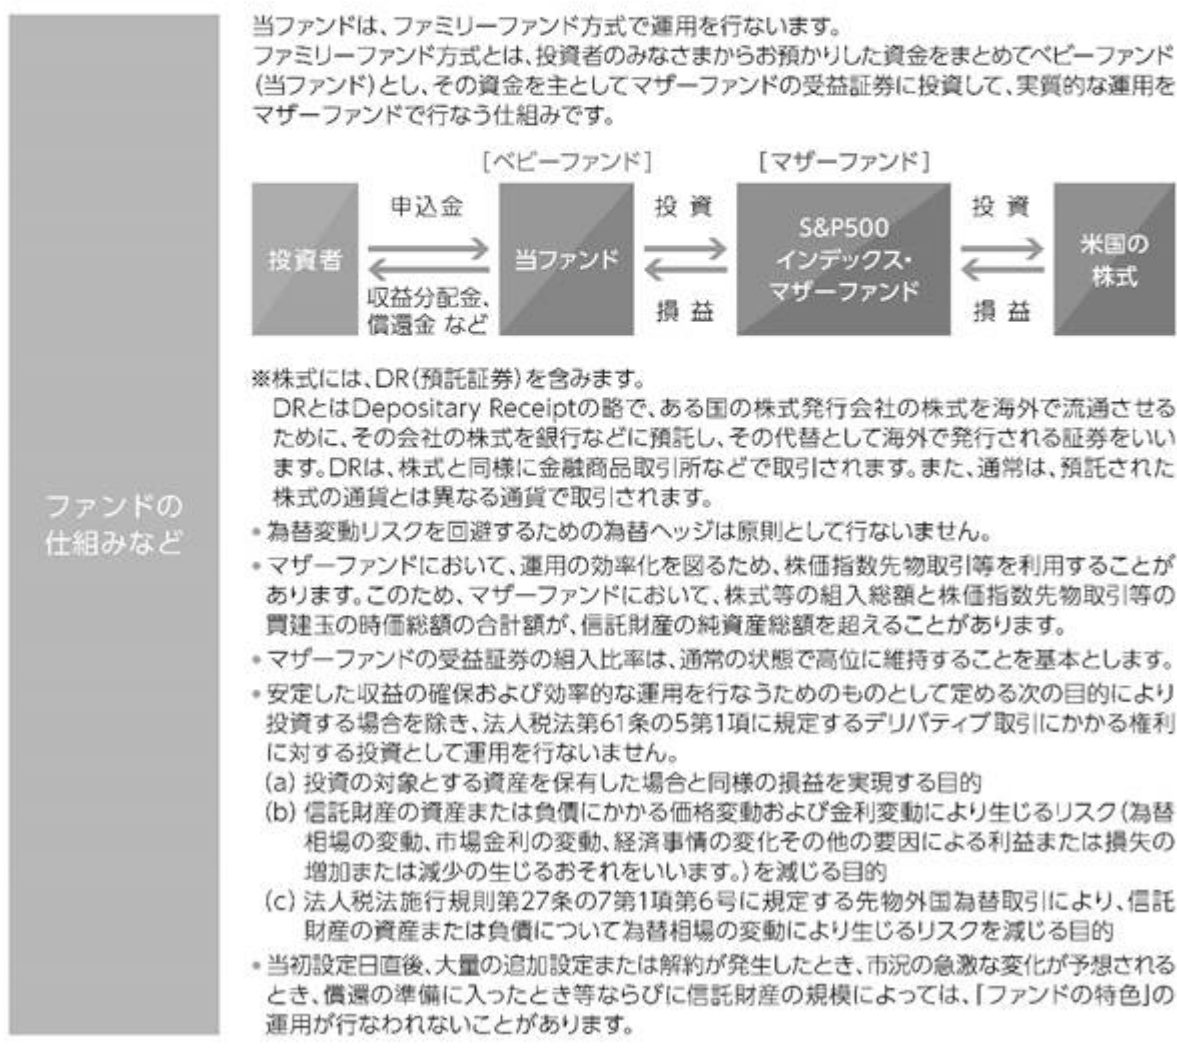 当ファンドは、ファミリーファンド方式で運用を行ないます。
ファミリーファンド方式とは、投資者のみなさまからお預かりした資金をまとめてベビーファンド
(当ファンド)とし、その資金を主としてマザーファンドの受益証券に投資して、実質的な運用を
マザーファンドで行なう仕組みです。
[ベビーファンド]
[マザーファンド]
投資者
申込金
収益分配金、
償還金 など
当ファンド
投 資
損 益
S&P500
インデックス・
マザーファンド
投 資
損 益
米国の
株式
※株式には、DR(預託証券)を含みます。
DRとはDepositary Receiptの略で、ある国の株式発行会社の株式を海外で流通させる
ために、その会社の株式を銀行などに預託し、その代替として海外で発行される証券をいい
ます。DRは、株式と同様に金融商品取引所などで取引されます。また、通常は、預託された
株式の通貨とは異なる通貨で取引されます。
ファンドの
仕組みなど
• 為替変動リスクを回避するための為替ヘッジは原則として行ないません。
• マザーファンドにおいて、運用の効率化を図るため、株価指数先物取引等を利用することが
あります。このため、マザーファンドにおいて、株式等の組入総額と株価指数先物取引等の
買建玉の時価総額の合計額が、信託財産の純資産総額を超えることがあります。
• マザーファンドの受益証券の組入比率は、通常の状態で高位に維持することを基本とします。
• 安定した収益の確保および効率的な運用を行なうためのものとして定める次の目的により
投資する場合を除き、法人税法第61条の5第1項に規定するデリバティブ取引にかかる権利
に対する投資として運用を行ないません。
(a) 投資の対象とする資産を保有した場合と同様の損益を実現する目的
(b) 信託財産の資産または負債にかかる価格変動および金利変動により生じるリスク(為替
相場の変動、市場金利の変動、経済事情の変化その他の要因による利益または損失の
増加または減少の生じるおそれをいいます。)を減じる目的
(c) 法人税法施行規則第27条の7第1項第6号に規定する先物外国為替取引により、信託
財産の資産または負債について為替相場の変動により生じるリスクを減じる目的
• 当初設定日直後、大量の追加設定または解約が発生したとき、市況の急激な変化が予想される
とき、償還の準備に入ったとき等ならびに信託財産の規模によっては、「ファンドの特色」の
運用が行なわれないことがあります。